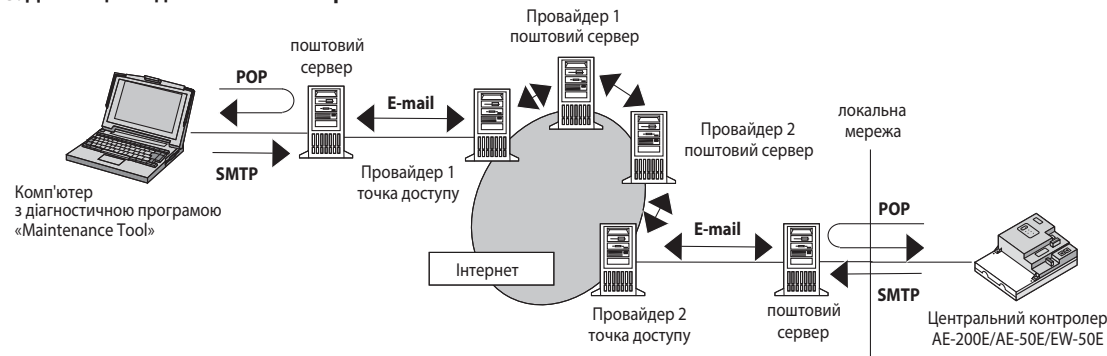 Провайдер 1
поштовий сервер
поштовий
сервер
POP
E-mail
SMTP
Провайдер 1
точка доступу
Провайдер 2
поштовий сервер
локальна
мережа
Комп'ютер
з діагностичною програмою
«Maintenance Tool»
Інтернет
E-mail
POP
SMTP
Провайдер 2
точка доступу
поштовий
сервер
Центральний контролер
AE-200E/AE-50E/EW-50E